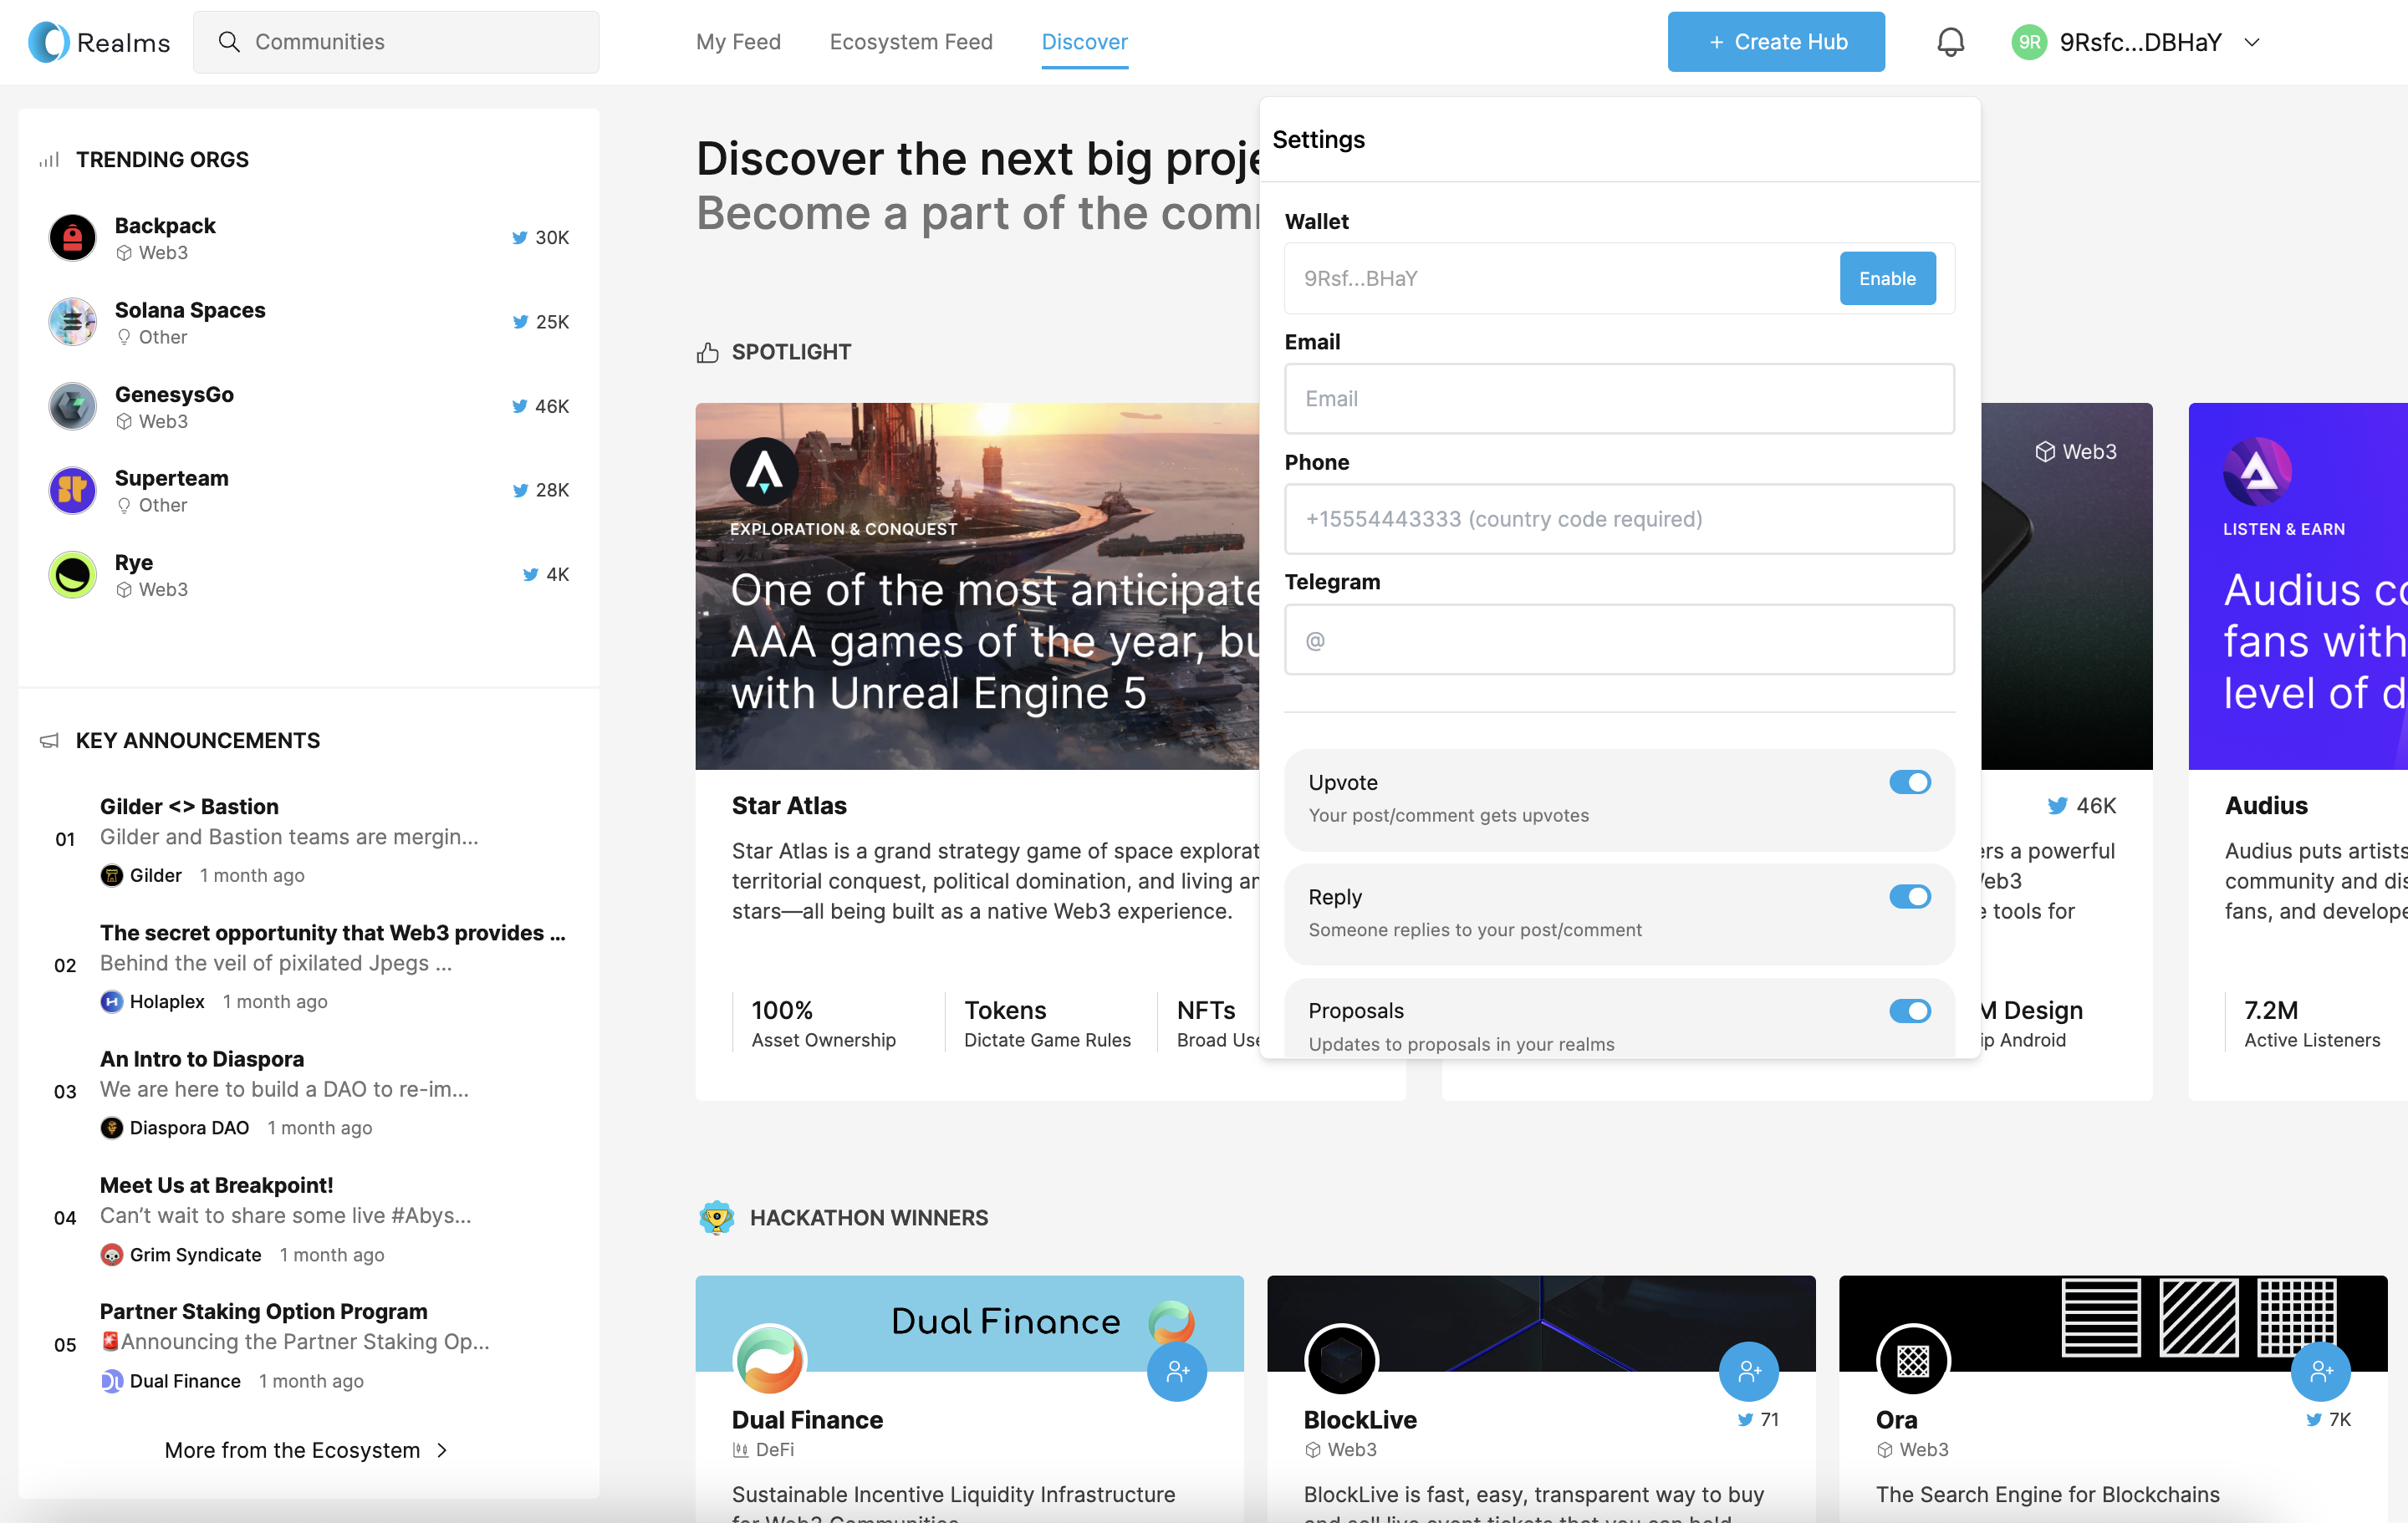 Realms
Communities
My Feed
Ecosystem Feed
Discover
+ Create Hub
9R
9Rsfc...DBHaY
TRENDING ORGS
Backpack
Web3
30K
Solana Spaces
Other
25K
GenesysGo
Web3
46K
Superteam
Other
28K
Rye
Web3
4K
KEY ANNOUNCEMENTS
01
Gilder <> Bastion
Gilder and Bastion teams are mergin...
Gilder 1 month ago
02
The secret opportunity that Web3 provides ...
Behind the veil of pixilated Jpegs ...
Holaplex 1 month ago
03
An Intro to Diaspora
We are here to build a DAO to re-im...
Diaspora DAO 1 month ago
04
Meet Us at Breakpoint!
Can’t wait to share some live #Abys...
Grim Syndicate 1 month ago
05
Partner Staking Option Program
🚨Announcing the Partner Staking Op...
Dual Finance 1 month ago
More from the Ecosystem
Discover the next big proje
Become a part of the com
SPOTLIGHT
EXPLORATION & CONQUEST
One of the most anticipate
AAA games of the year, bu
with Unreal Engine 5
Star Atlas
Star Atlas is a grand strategy game of space explorat
territorial conquest, political domination, and living a
stars—all being built as a native Web3 experience.
100%
Asset Ownership
Tokens
Dictate Game Rules
NFTs
Broad Use
Settings
Wallet
9Rsf...BHaY
Enable
Email
Email
Phone
+15554443333 (country code required)
Telegram
@
Upvote
Your post/comment gets upvotes
Reply
Someone replies to your post/comment
Proposals
Updates to proposals in your realms
Web3
46K
ers a powerful
eb3
e tools for
M Design
ip Android
LISTEN & EARN
Audius co
fans with
level of d
Audius
Audius puts artists
community and dis
fans, and develope
7.2M
Active Listeners
HACKATHON WINNERS
Dual Finance
Dual Finance
DeFi
Sustainable Incentive Liquidity Infrastructure
for Web3 Communities
BlockLive
71
Web3
BlockLive is fast, easy, transparent way to buy
and sell live event tickets that you can hold
Ora
7K
Web3
The Search Engine for Blockchains